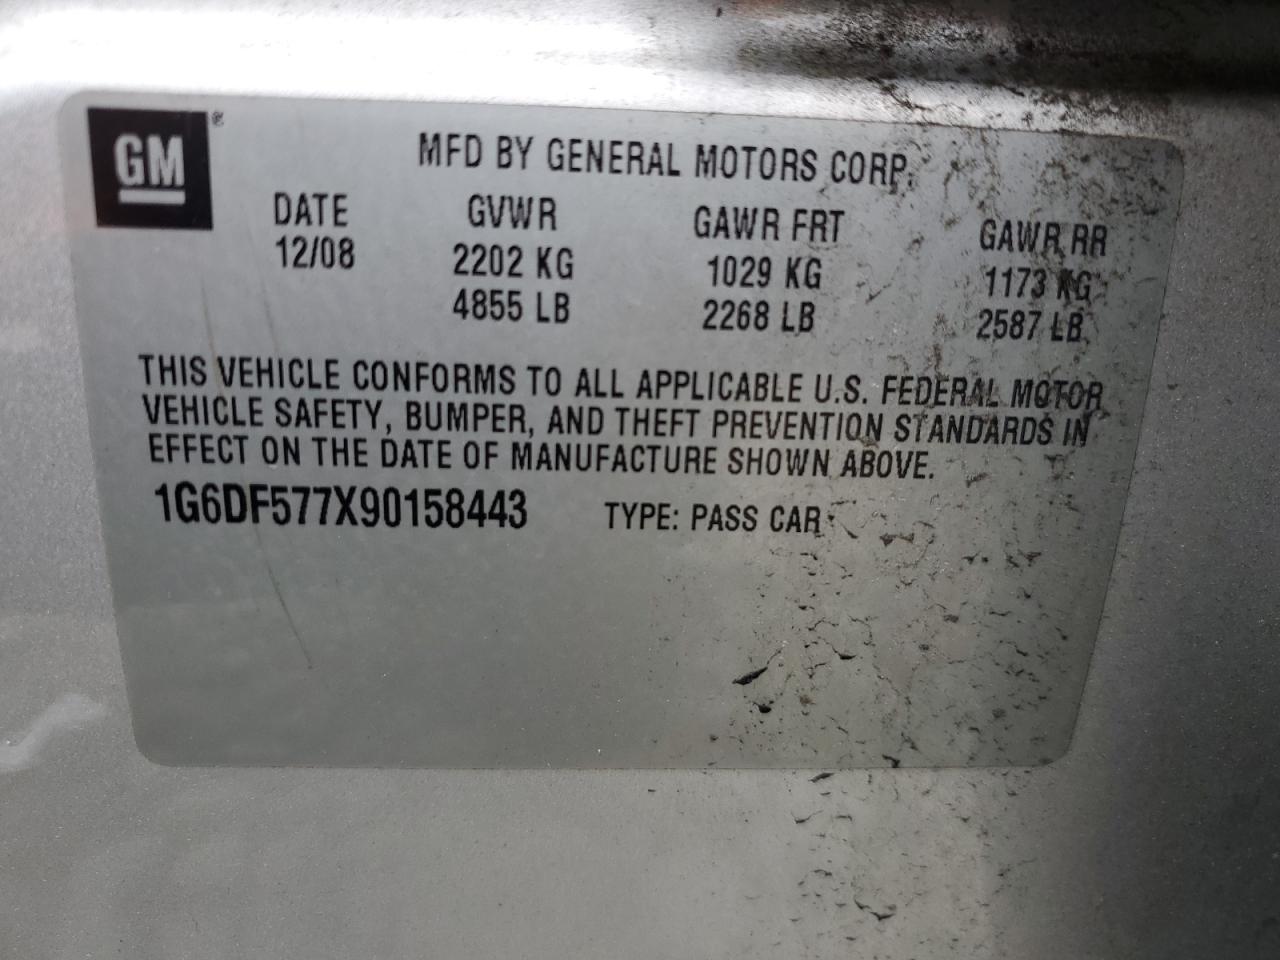 GM®
MFD BY GENERAL MOTORS CORP.
DATE GVWR GAWR FRT GAWR RR
12/08 2202 KG 1029 KG 1173 KG
4855 LB 2268 LB 2587 LB
THIS VEHICLE CONFORMS TO ALL APPLICABLE U.S. FEDERAL MOTOR
VEHICLE SAFETY, BUMPER, AND THEFT PREVENTION STANDARDS IN
EFFECT ON THE DATE OF MANUFACTURE SHOWN ABOVE.
1G6DF577X90158443 TYPE: PASS CAR